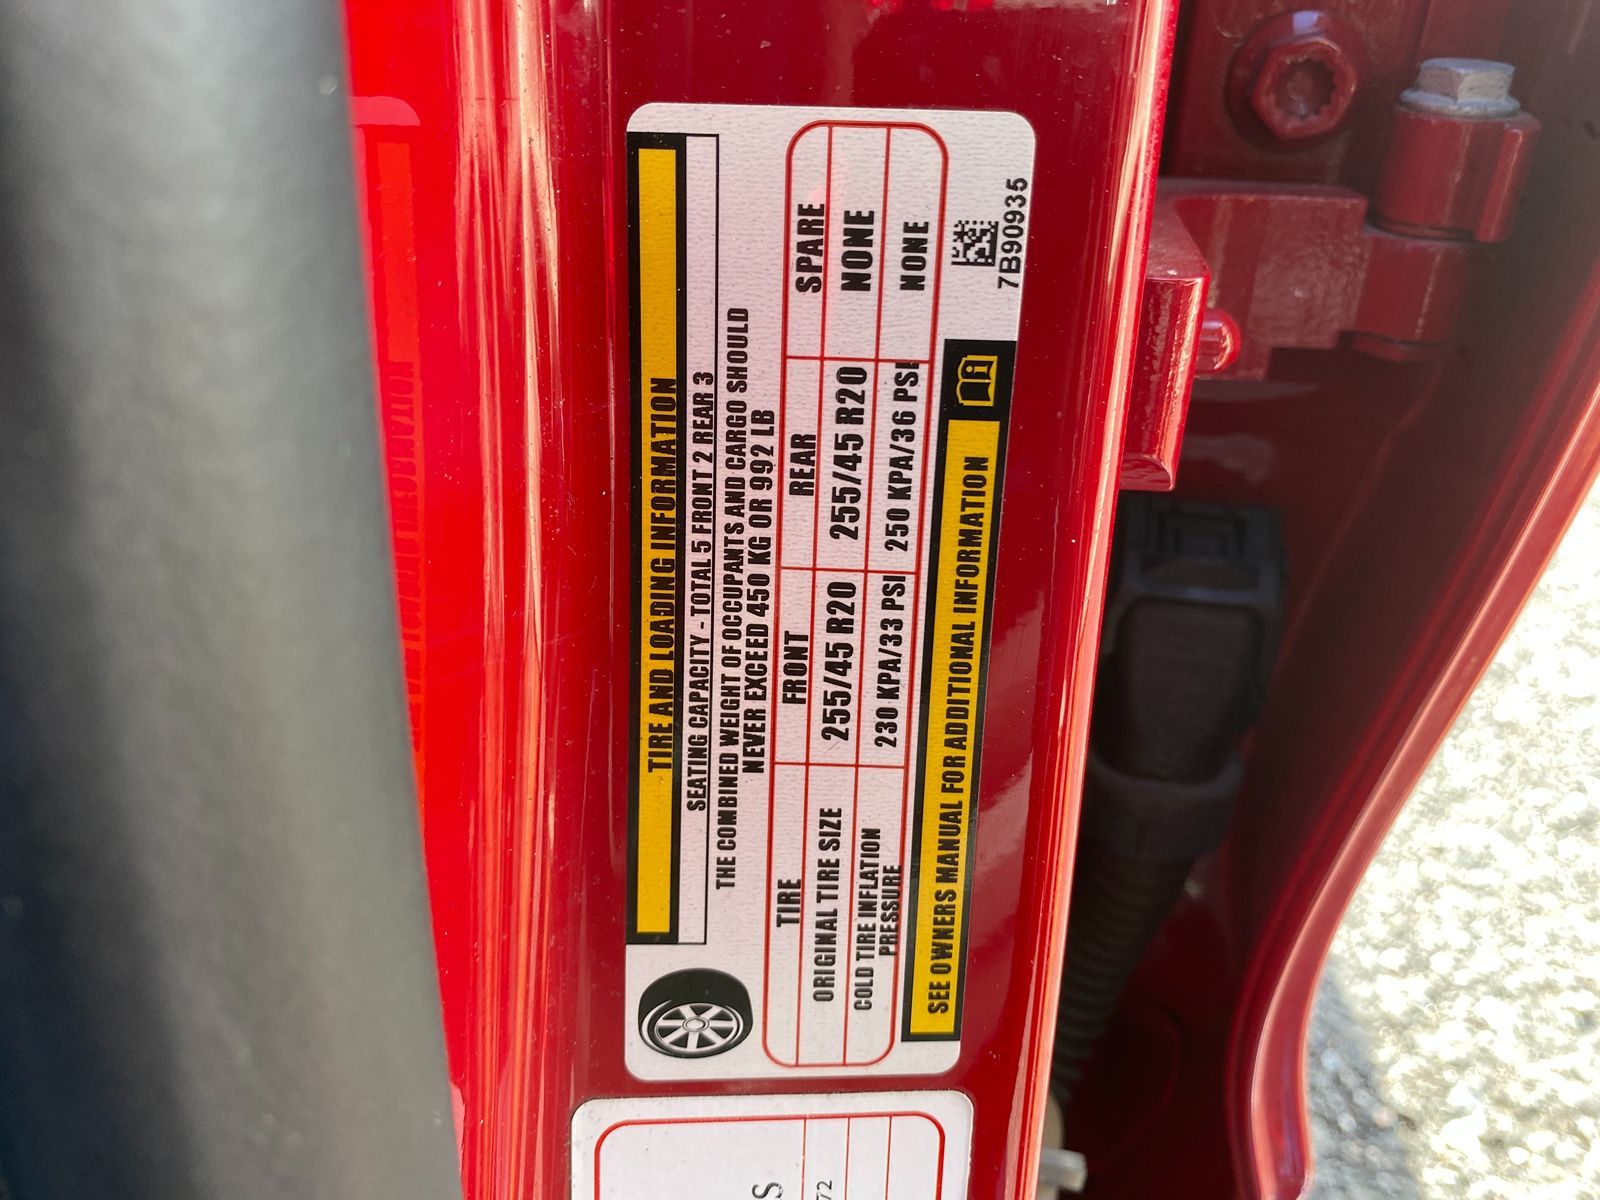 TIRE AND LOADING INFORMATION
SEATING CAPACITY - TOTAL 5 FRONT 2 REAR 3
THE COMBINED WEIGHT OF OCCUPANTS AND CARGO SHOULD
NEVER EXCEED 450 KG OR 992 LB
TIRE FRONT REAR SPARE
ORIGINAL TIRE SIZE 255/45 R20 255/45 R20 NONE
COLD TIRE INFLATION
PRESSURE 230 KPA/33 PSI 250 KPA/36 PSI NONE
SEE OWNERS MANUAL FOR ADDITIONAL INFORMATION
7B90935
S
72